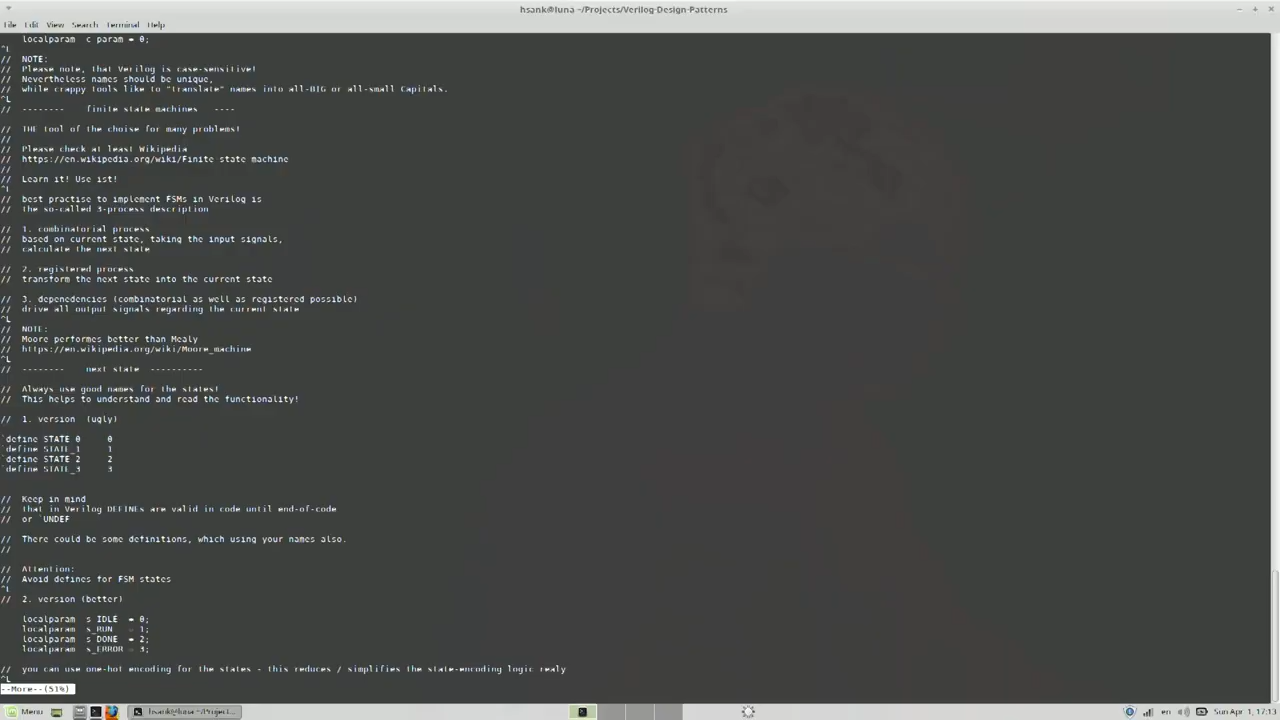 hsank@luna ~/Projects/Verilog-Design-Patterns
File Edit View Search Terminal Help
localparam c_param = 0;
^L
// NOTE:
// Please note, that Verilog is case-sensitive!
// Nevertheless names should be unique,
// while crappy tools like to "translate" names into all-BIG or all-small Capitals.
^L
// -------- finite state machines ----
// THE tool of the choise for many problems!
//
// Please check at least Wikipedia
// https://en.wikipedia.org/wiki/Finite_state_machine
//
// Learn it! Use ist!
^L
// best practise to implement FSMs in Verilog is
// the so-called 3-process description
// 1. combinatorial process
// based on current state, taking the input signals,
// calculate the next state
// 2. registered process
// transform the next state into the current state
// 3. depenedencies (combinatorial as well as registered possible)
// drive all output signals regarding the current state
^L
// NOTE:
// Moore performes better than Mealy
// https://en.wikipedia.org/wiki/Moore_machine
^L
// -------- next state ----------
// Always use good names for the states!
// This helps to understand and read the functionality!
// 1. version (ugly)
`define STATE_0 0
`define STATE_1 1
`define STATE_2 2
`define STATE_3 3
// Keep in mind
// that in Verilog DEFINEs are valid in code until end-of-code
// or `UNDEF
// There could be some definitions, which using your names also.
//
// Attention:
// Avoid defines for FSM states
^L
// 2. version (better)
localparam s_IDLE = 0;
localparam s_RUN = 1;
localparam s_DONE = 2;
localparam s_ERROR = 3;
// you can use one-hot encoding for the states - this reduces / simplifies the state-encoding logic realy
^L
--More--(51%)
Menu hsank@luna ~/Project... en Sun Apr 1, 17:13